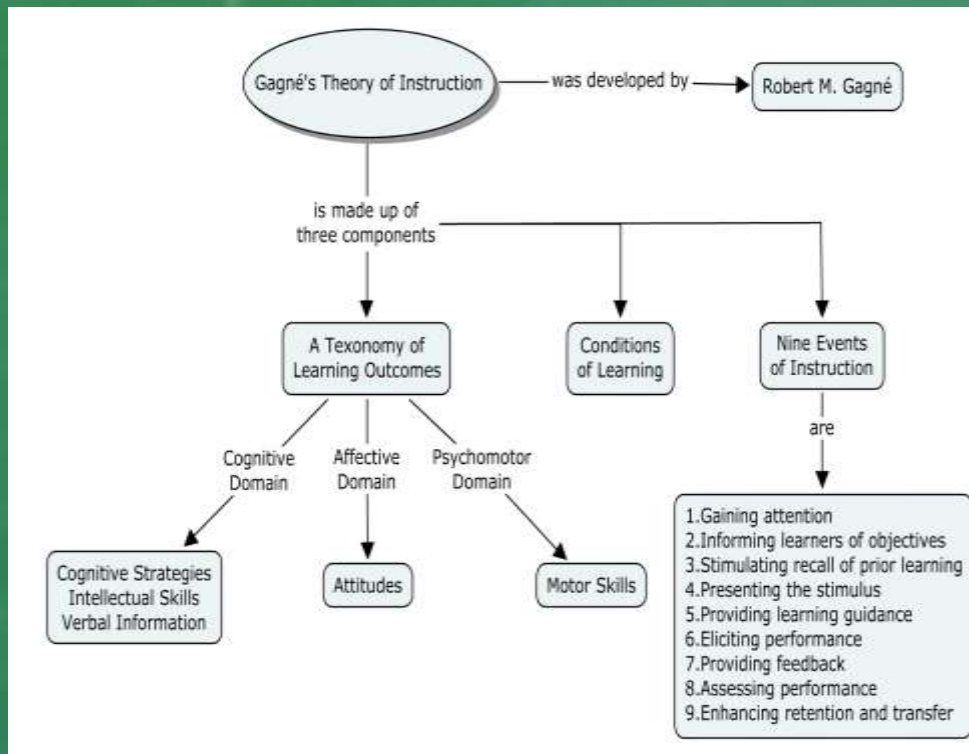 Gagné's Theory of Instruction
was developed by
Robert M. Gagné
is made up of
three components
A Texonomy of
Learning Outcomes
Conditions
of Learning
Nine Events
of Instruction
are
Cognitive
Domain
Affective
Domain
Psychomotor
Domain
Cognitive Strategies
Intellectual Skills
Verbal Information
Attitudes
Motor Skills
1.Gaining attention
2.Informing learners of objectives
3.Stimulating recall of prior learning
4.Presenting the stimulus
5.Providing learning guidance
6.Eliciting performance
7.Providing feedback
8.Assessing performance
9.Enhancing retention and transfer